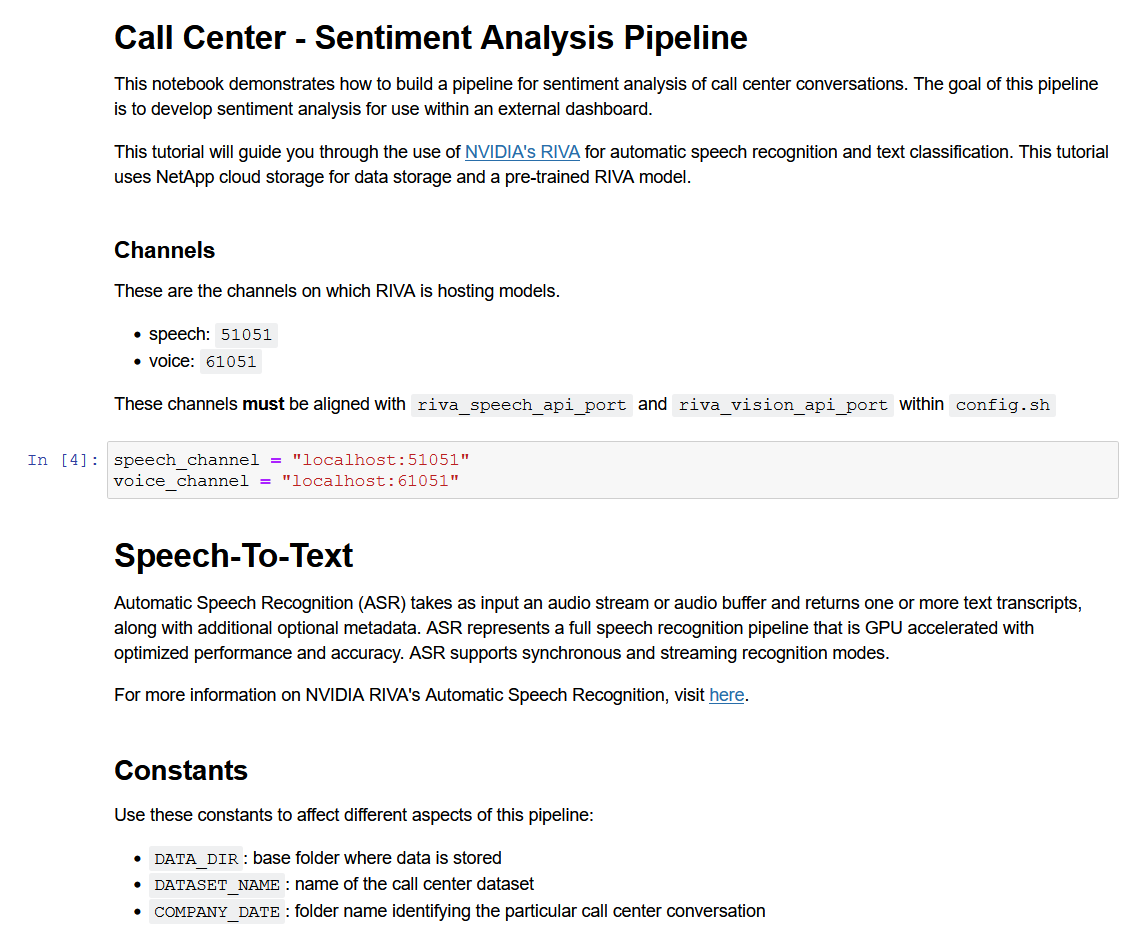 Call Center - Sentiment Analysis Pipeline
This notebook demonstrates how to build a pipeline for sentiment analysis of call center conversations. The goal of this pipeline
is to develop sentiment analysis for use within an external dashboard.
This tutorial will guide you through the use of NVIDIA's RIVA for automatic speech recognition and text classification. This tutorial
uses NetApp cloud storage for data storage and a pre-trained RIVA model.
Channels
These are the channels on which RIVA is hosting models.
• speech: 51051
• voice: 61051
These channels must be aligned with riva_speech_api_port and riva_vision_api_port within config.sh
In [4]: speech_channel = "localhost:51051"
voice_channel = "localhost:61051"
Speech-To-Text
Automatic Speech Recognition (ASR) takes as input an audio stream or audio buffer and returns one or more text transcripts,
along with additional optional metadata. ASR represents a full speech recognition pipeline that is GPU accelerated with
optimized performance and accuracy. ASR supports synchronous and streaming recognition modes.
For more information on NVIDIA RIVA's Automatic Speech Recognition, visit here.
Constants
Use these constants to affect different aspects of this pipeline:
• DATA_DIR: base folder where data is stored
• DATASET_NAME: name of the call center dataset
• COMPANY_DATE: folder name identifying the particular call center conversation